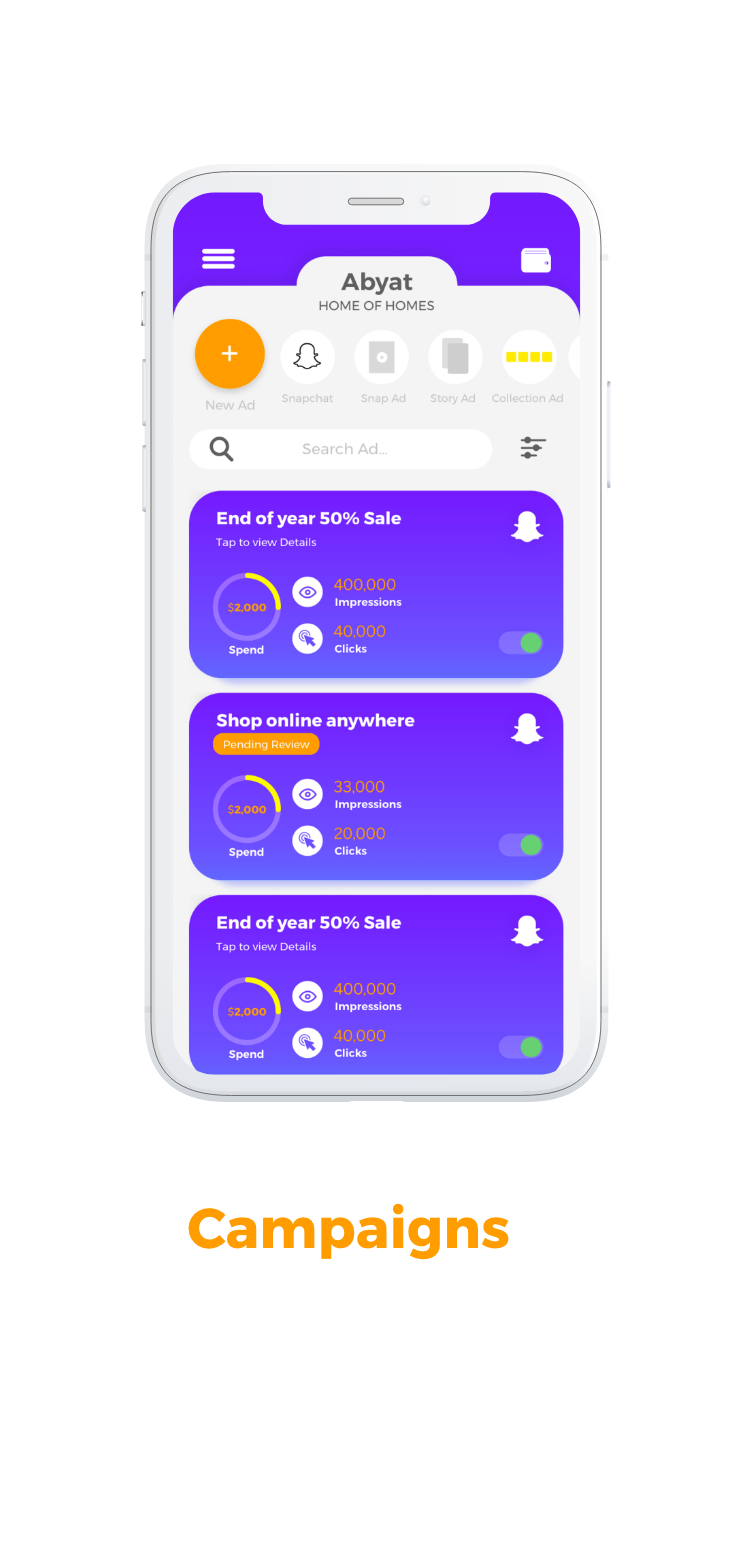 Abyat
HOME OF HOMES
New Ad
Snapchat
Snap Ad
Story Ad
Collection Ad
Search Ad...
End of year 50% Sale
Tap to view Details
$2,000
Spend
400,000
Impressions
40,000
Clicks
Shop online anywhere
Pending Review
$2,000
Spend
33,000
Impressions
20,000
Clicks
End of year 50% Sale
Tap to view Details
$2,000
Spend
400,000
Impressions
40,000
Clicks
Campaigns